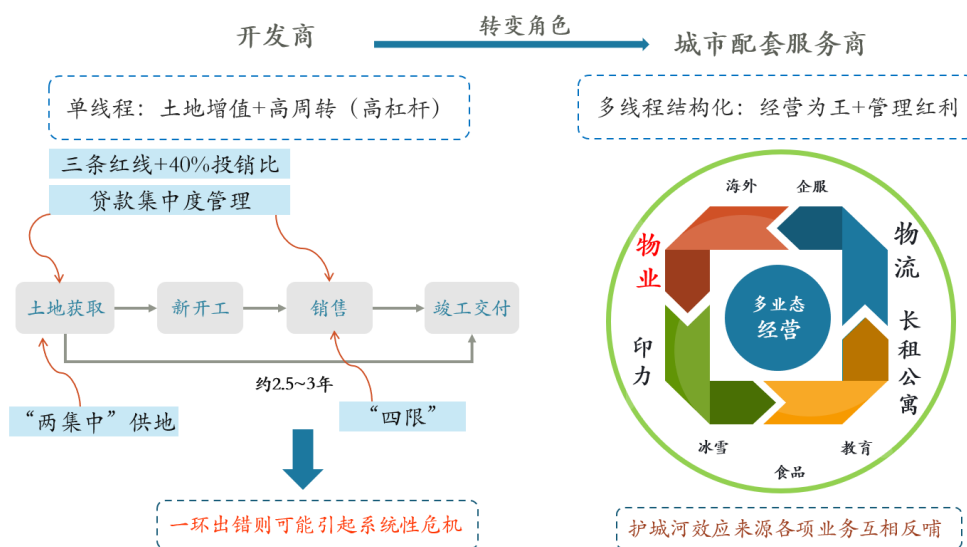 开发商
转变角色
城市配套服务商
单线程：土地增值+高周转（高杠杆）
三条红线+40%投销比
贷款集中度管理
土地获取
新开工
销售
竣工交付
约2.5~3年
“两集中”供地
“四限”
一环出错则可能引起系统性危机
多线程结构化：经营为王+管理红利
海外
企服
物业
物流
多业态
经营
印力
长租公寓
冰雪
教育
食品
护城河效应来源各项业务互相反哺